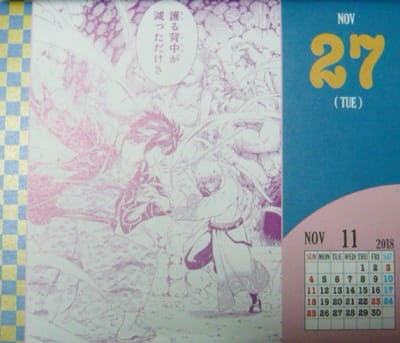 護る背中が
減っただけさ
NOV
27
(TUE)
NOV 11 2018
SUN MON TUE WED THU FRI SAT
1 2 3
4 5 6 7 8 9 10
11 12 13 14 15 16 17
18 19 20 21 22 23 24
25 26 27 28 29 30